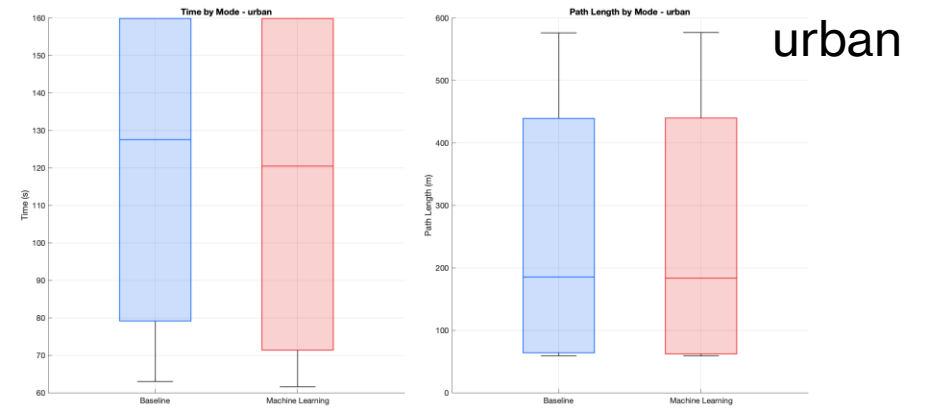 Time by Mode - urban
160
150
140
130
120
110
100
90
80
70
60
Time (s)
Baseline
Machine Learning
Path Length by Mode - urban
600
500
400
300
200
100
0
Path Length (m)
Baseline
Machine Learning
urban